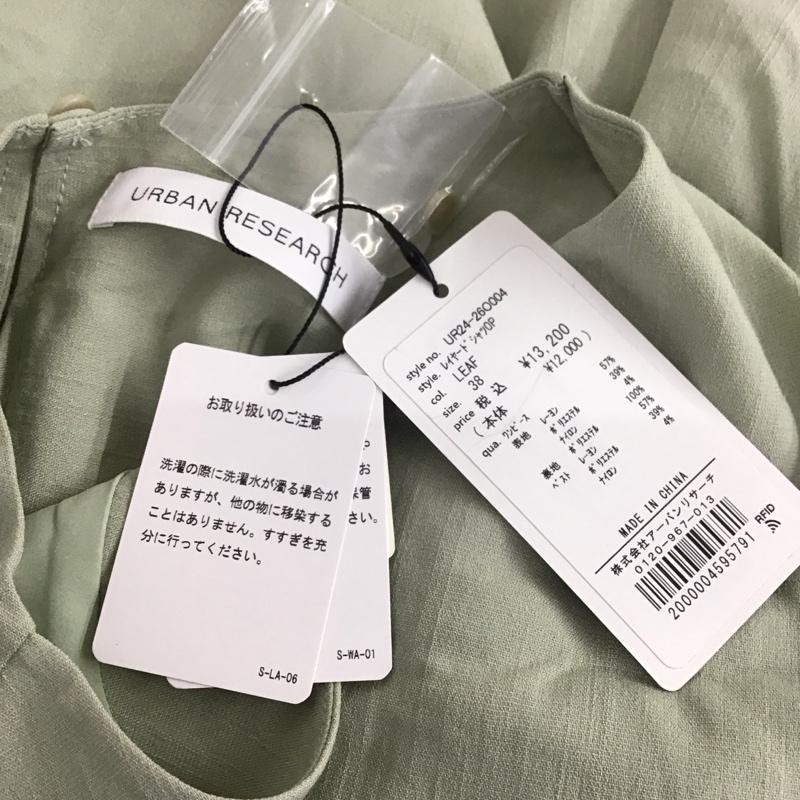 URBAN RESEARCH
お取り扱いのご注意
洗濯の際に洗濯水が濁る場合が
ありますが、他の物に移染する
ことはありません。すすぎを充
分に行ってください。
S-LA-06
P
お
管
さい。
S-WA-01
style no. UR24-26O004
style. レイヤードシャツOP
col. LEAF
size. 38
price 税込 ¥13,200
(本体 ¥12,000)
qua. ワンピース
表地 レーヨン 57%
ポリエステル 39%
ナイロン 4%
裏地 ポリエステル 100%
ベスト レーヨン 57%
ポリエステル 39%
ナイロン 4%
MADE IN CHINA
株式会社アーバンリサーチ
0120-967-013
2000004595791
RFID